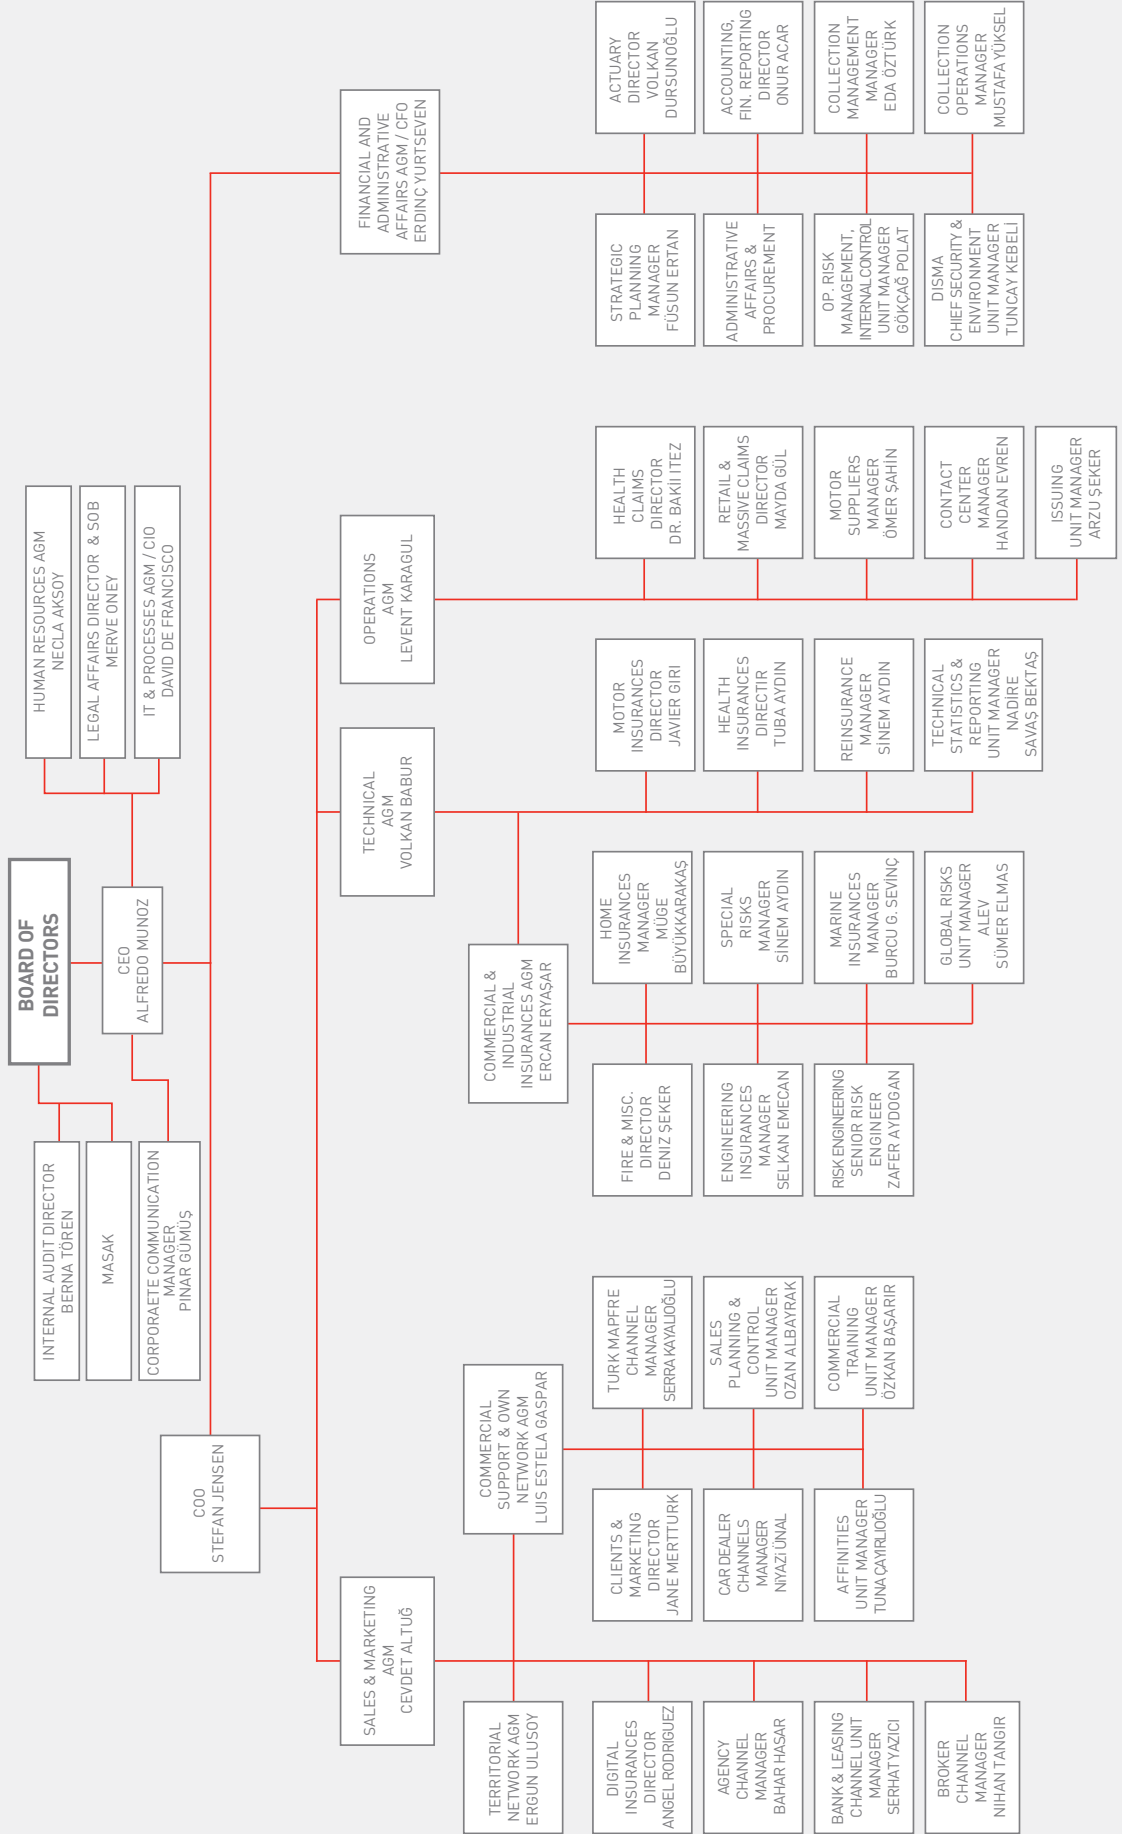 BOARD OF
DIRECTORS
INTERNAL AUDIT DIRECTOR
BERNA TÖREN
MASAK
CEO
ALFREDO MUNOZ
CORPORAETE COMMUNICATION
MANAGER
PINAR GÜMÜŞ
HUMAN RESOURCES AGM
NECLA AKSOY
LEGAL AFFAIRS DIRECTOR & SOB
MERVE ONEY
IT & PROCESSES AGM / CIO
DAVID DE FRANCISCO
COO
STEFAN JENSEN
SALES & MARKETING
AGM
CEVDET ALTUĞ
TECHNICAL
AGM
VOLKAN BABUR
OPERATIONS
AGM
LEVENT KARAGUL
FINANCIAL AND
ADMINISTRATIVE
AFFAIRS AGM / CFO
ERDINÇ YURTSEVEN
TERRITORIAL
NETWORK AGM
ERGUN ULUSOY
COMMERCIAL
SUPPORT & OWN
NETWORK AGM
LUIS ESTELA GASPAR
COMMERCIAL &
INDUSTRIAL
INSURANCES AGM
ERCAN ERYAŞAR
DIGITAL
INSURANCES
DIRECTOR
ANGEL RODRIGUEZ
AGENCY
CHANNEL
MANAGER
BAHAR HASAR
BANK & LEASING
CHANNEL UNIT
MANAGER
SERHAT YAZICI
BROKER
CHANNEL
MANAGER
NIHAN TANGIR
CLIENTS &
MARKETING
DIRECTOR
JANE MERTTURK
CAR DEALER
CHANNELS
MANAGER
NİYAZİ ÜNAL
AFFINITIES
UNIT MANAGER
TUNA ÇAYIRLIOĞLU
TURK MAPFRE
CHANNEL
MANAGER
SERRA KAYALIOĞLU
SALES
PLANNING &
CONTROL
UNIT MANAGER
OZAN ALBAYRAK
COMMERCIAL
TRAINING
UNIT MANAGER
ÖZKAN BAŞARIR
FIRE & MISC.
DIRECTOR
DENIZ ŞEKER
ENGINEERING
INSURANCES
MANAGER
SELKAN EMECAN
RISK ENGINEERING
SENIOR RISK
ENGINEER
ZAFER AYDOGAN
HOME
INSURANCES
MANAGER
MÜGE
BÜYÜKKARAKAŞ
SPECIAL
RISKS
MANAGER
SİNEM AYDIN
MARINE
INSURANCES
MANAGER
BURCU G. SEVİNÇ
GLOBAL RISKS
UNIT MANAGER
ALEV
SÜMER ELMAS
MOTOR
INSURANCES
DIRECTOR
JAVIER GIRI
HEALTH
INSURANCES
DIRECTIR
TUBA AYDIN
REINSURANCE
MANAGER
SİNEM AYDIN
TECHNICAL
STATISTICS &
REPORTING
UNIT MANAGER
NADİRE
SAVAŞ BEKTAŞ
HEALTH
CLAIMS
DIRECTOR
DR. BAKİİ ITEZ
RETAIL &
MASSIVE CLAIMS
DIRECTOR
MAYDA GÜL
MOTOR
SUPPLIERS
MANAGER
ÖMER ŞAHİN
CONTACT
CENTER
MANAGER
HANDAN EVREN
ISSUING
UNIT MANAGER
ARZU ŞEKER
STRATEGIC
PLANNING
MANAGER
FÜSUN ERTAN
ADMINISTRATIVE
AFFAIRS &
PROCUREMENT
OP. RISK
MANAGEMENT,
INTERNAL CONTROL
UNIT MANAGER
GÖKÇAĞ POLAT
DISMA
CHIEF SECURITY &
ENVIRONMENT
UNIT MANAGER
TUNCAY KEBELİ
ACTUARY
DIRECTOR
VOLKAN
DURSUNOĞLU
ACCOUNTING,
FIN. REPORTING
DIRECTOR
ONUR ACAR
COLLECTION
MANAGEMENT
MANAGER
EDA ÖZTÜRK
COLLECTION
OPERATIONS
MANAGER
MUSTAFA YÜKSEL